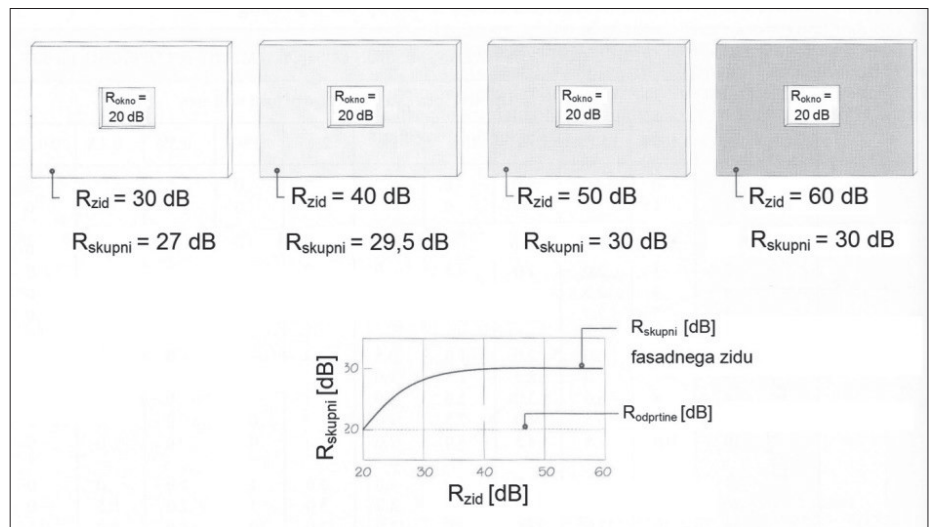 R_okno =
20 dB
R_okno =
20 dB
R_okno =
20 dB
R_okno =
20 dB
R_zid = 30 dB
R_zid = 40 dB
R_zid = 50 dB
R_zid = 60 dB
R_skupni = 27 dB
R_skupni = 29,5 dB
R_skupni = 30 dB
R_skupni = 30 dB
R_skupni [dB]
fasadnega zidu
R_odprtine [dB]
R_skupni [dB]
30
20
20 30 40 50 60
R_zid [dB]